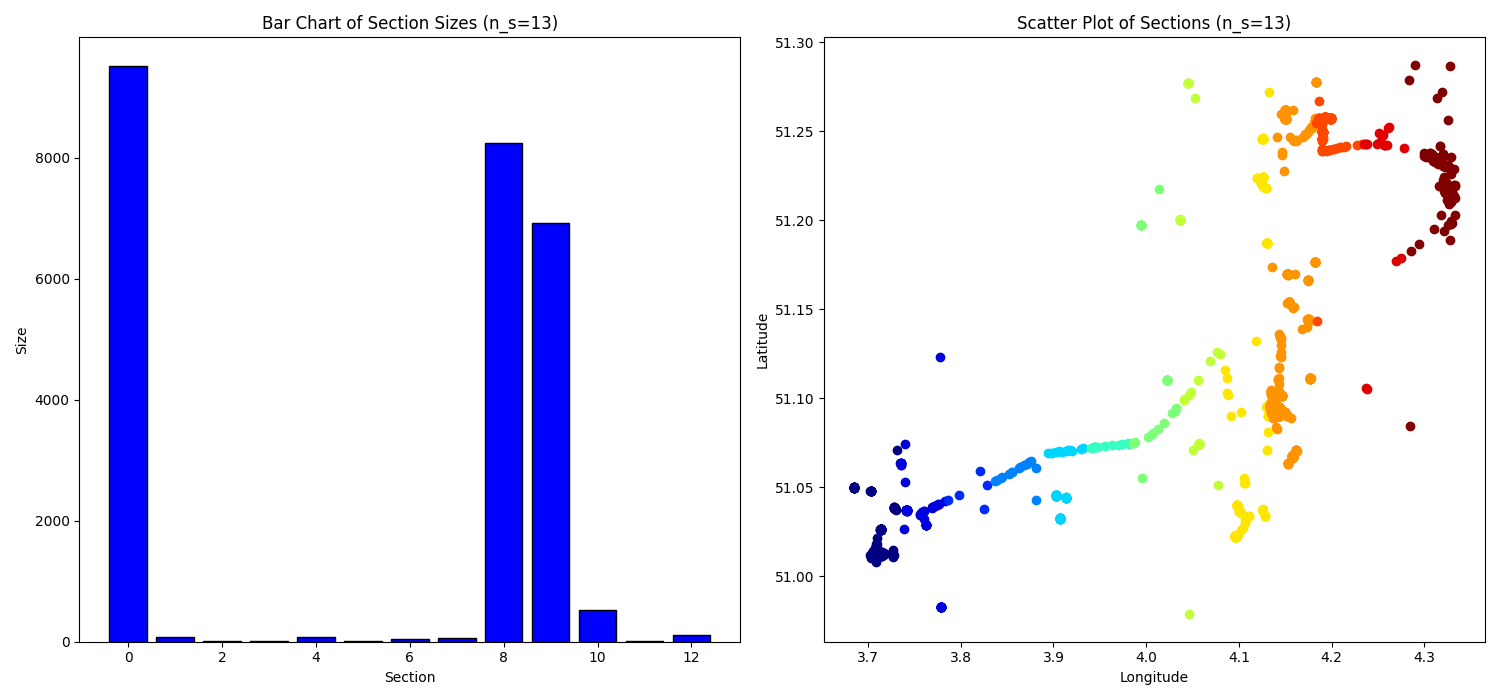 Bar Chart of Section Sizes (n_s=13)
Size
8000
6000
4000
2000
0
0 2 4 6 8 10 12
Section
Scatter Plot of Sections (n_s=13)
Latitude
51.30
51.25
51.20
51.15
51.10
51.05
51.00
3.7 3.8 3.9 4.0 4.1 4.2 4.3
Longitude